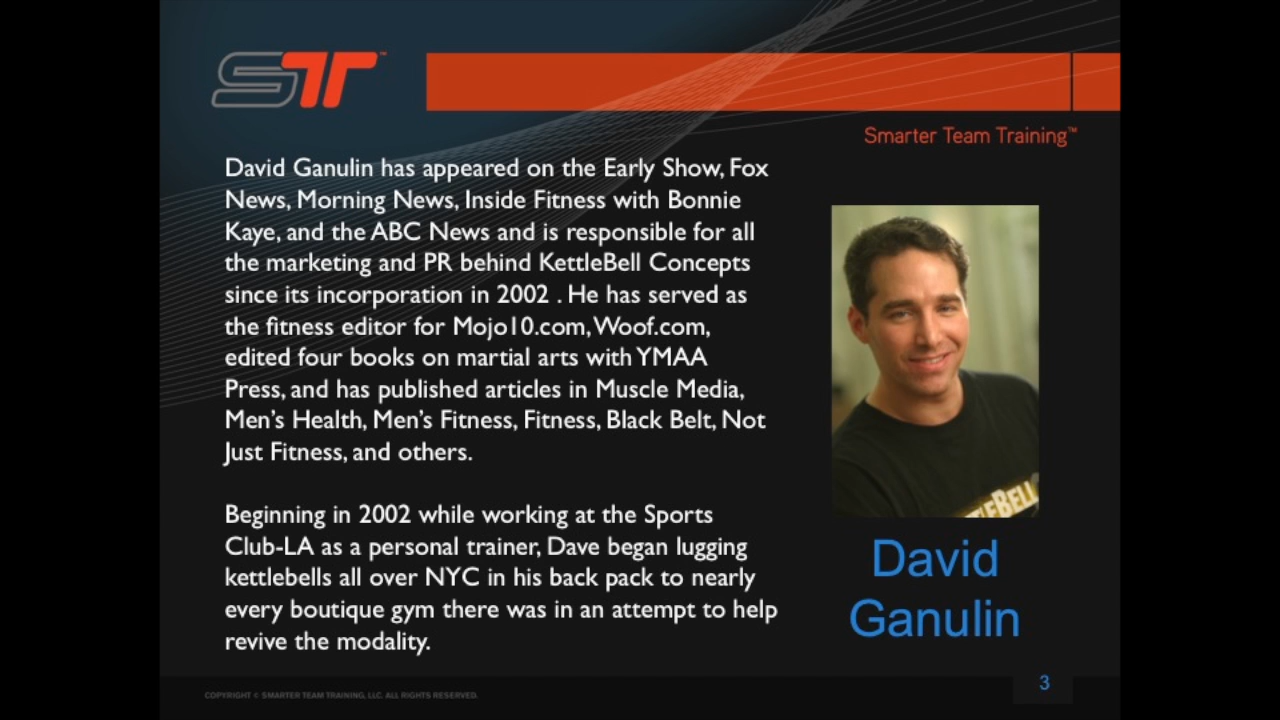 STT™
Smarter Team Training™
David Ganulin has appeared on the Early Show, Fox
News, Morning News, Inside Fitness with Bonnie
Kaye, and the ABC News and is responsible for all
the marketing and PR behind KettleBell Concepts
since its incorporation in 2002 . He has served as
the fitness editor for Mojo10.com, Woof.com,
edited four books on martial arts with YMAA
Press, and has published articles in Muscle Media,
Men's Health, Men's Fitness, Fitness, Black Belt, Not
Just Fitness, and others.
Beginning in 2002 while working at the Sports
Club-LA as a personal trainer, Dave began lugging
kettlebells all over NYC in his back pack to nearly
every boutique gym there was in an attempt to help
revive the modality.
David
Ganulin
COPYRIGHT © SMARTER TEAM TRAINING, LLC. ALL RIGHTS RESERVED.
3